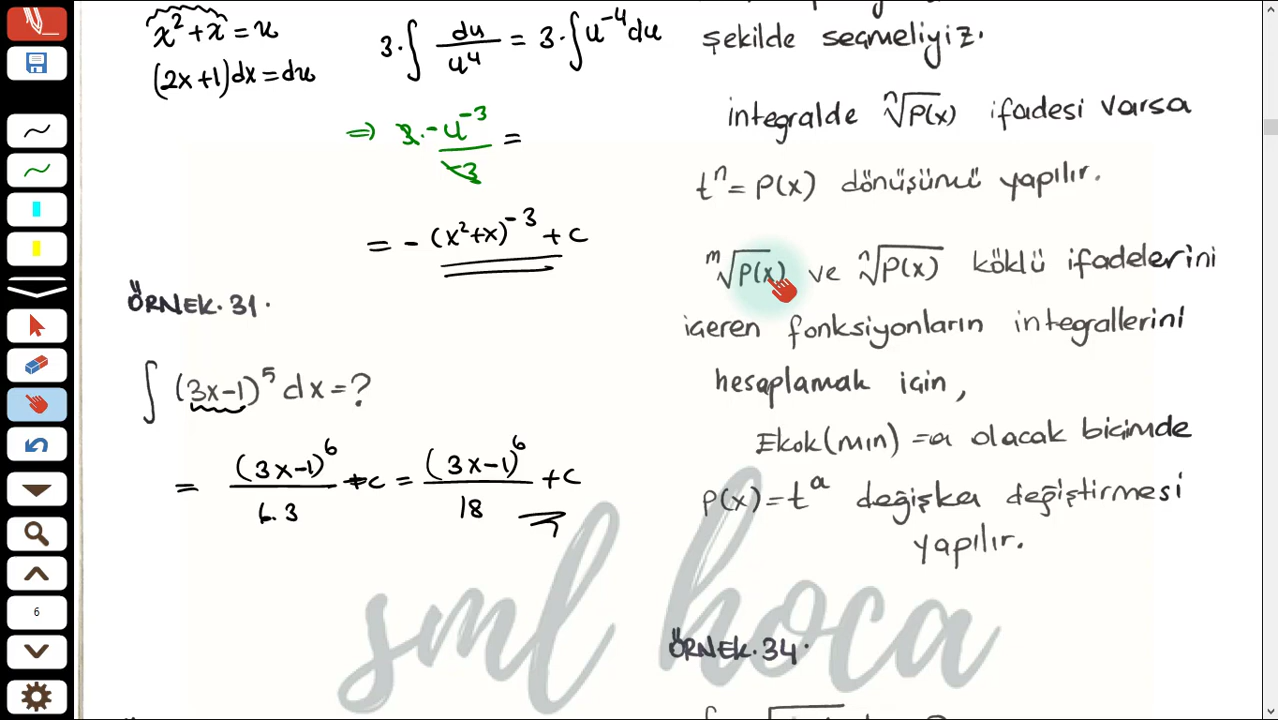 x²+x=u
(2x+1)dx=du
3·∫ du/u⁴ = 3·∫u⁻⁴du
⇒ 3·-u⁻³/-3 =
= -(x²+x)⁻³+c
ÖRNEK.31.
∫(3x-1)⁵dx=?
= (3x-1)⁶/6.3 +c = (3x-1)⁶/18 +c
şekilde seçmeliyiz.
integralde ⁿ√P(x) ifadesi varsa
tⁿ=P(x) dönüşümü yapılır.
ᵐ√P(x) ve ⁿ√P(x) köklü ifadelerini
içeren fonksiyonların integrallerini
hesaplamak için,
Ekok(m,n)=a olacak biçimde
P(x)=tᵃ değişken değiştirmesi
yapılır.
ÖRNEK.34.
sml hoca
6